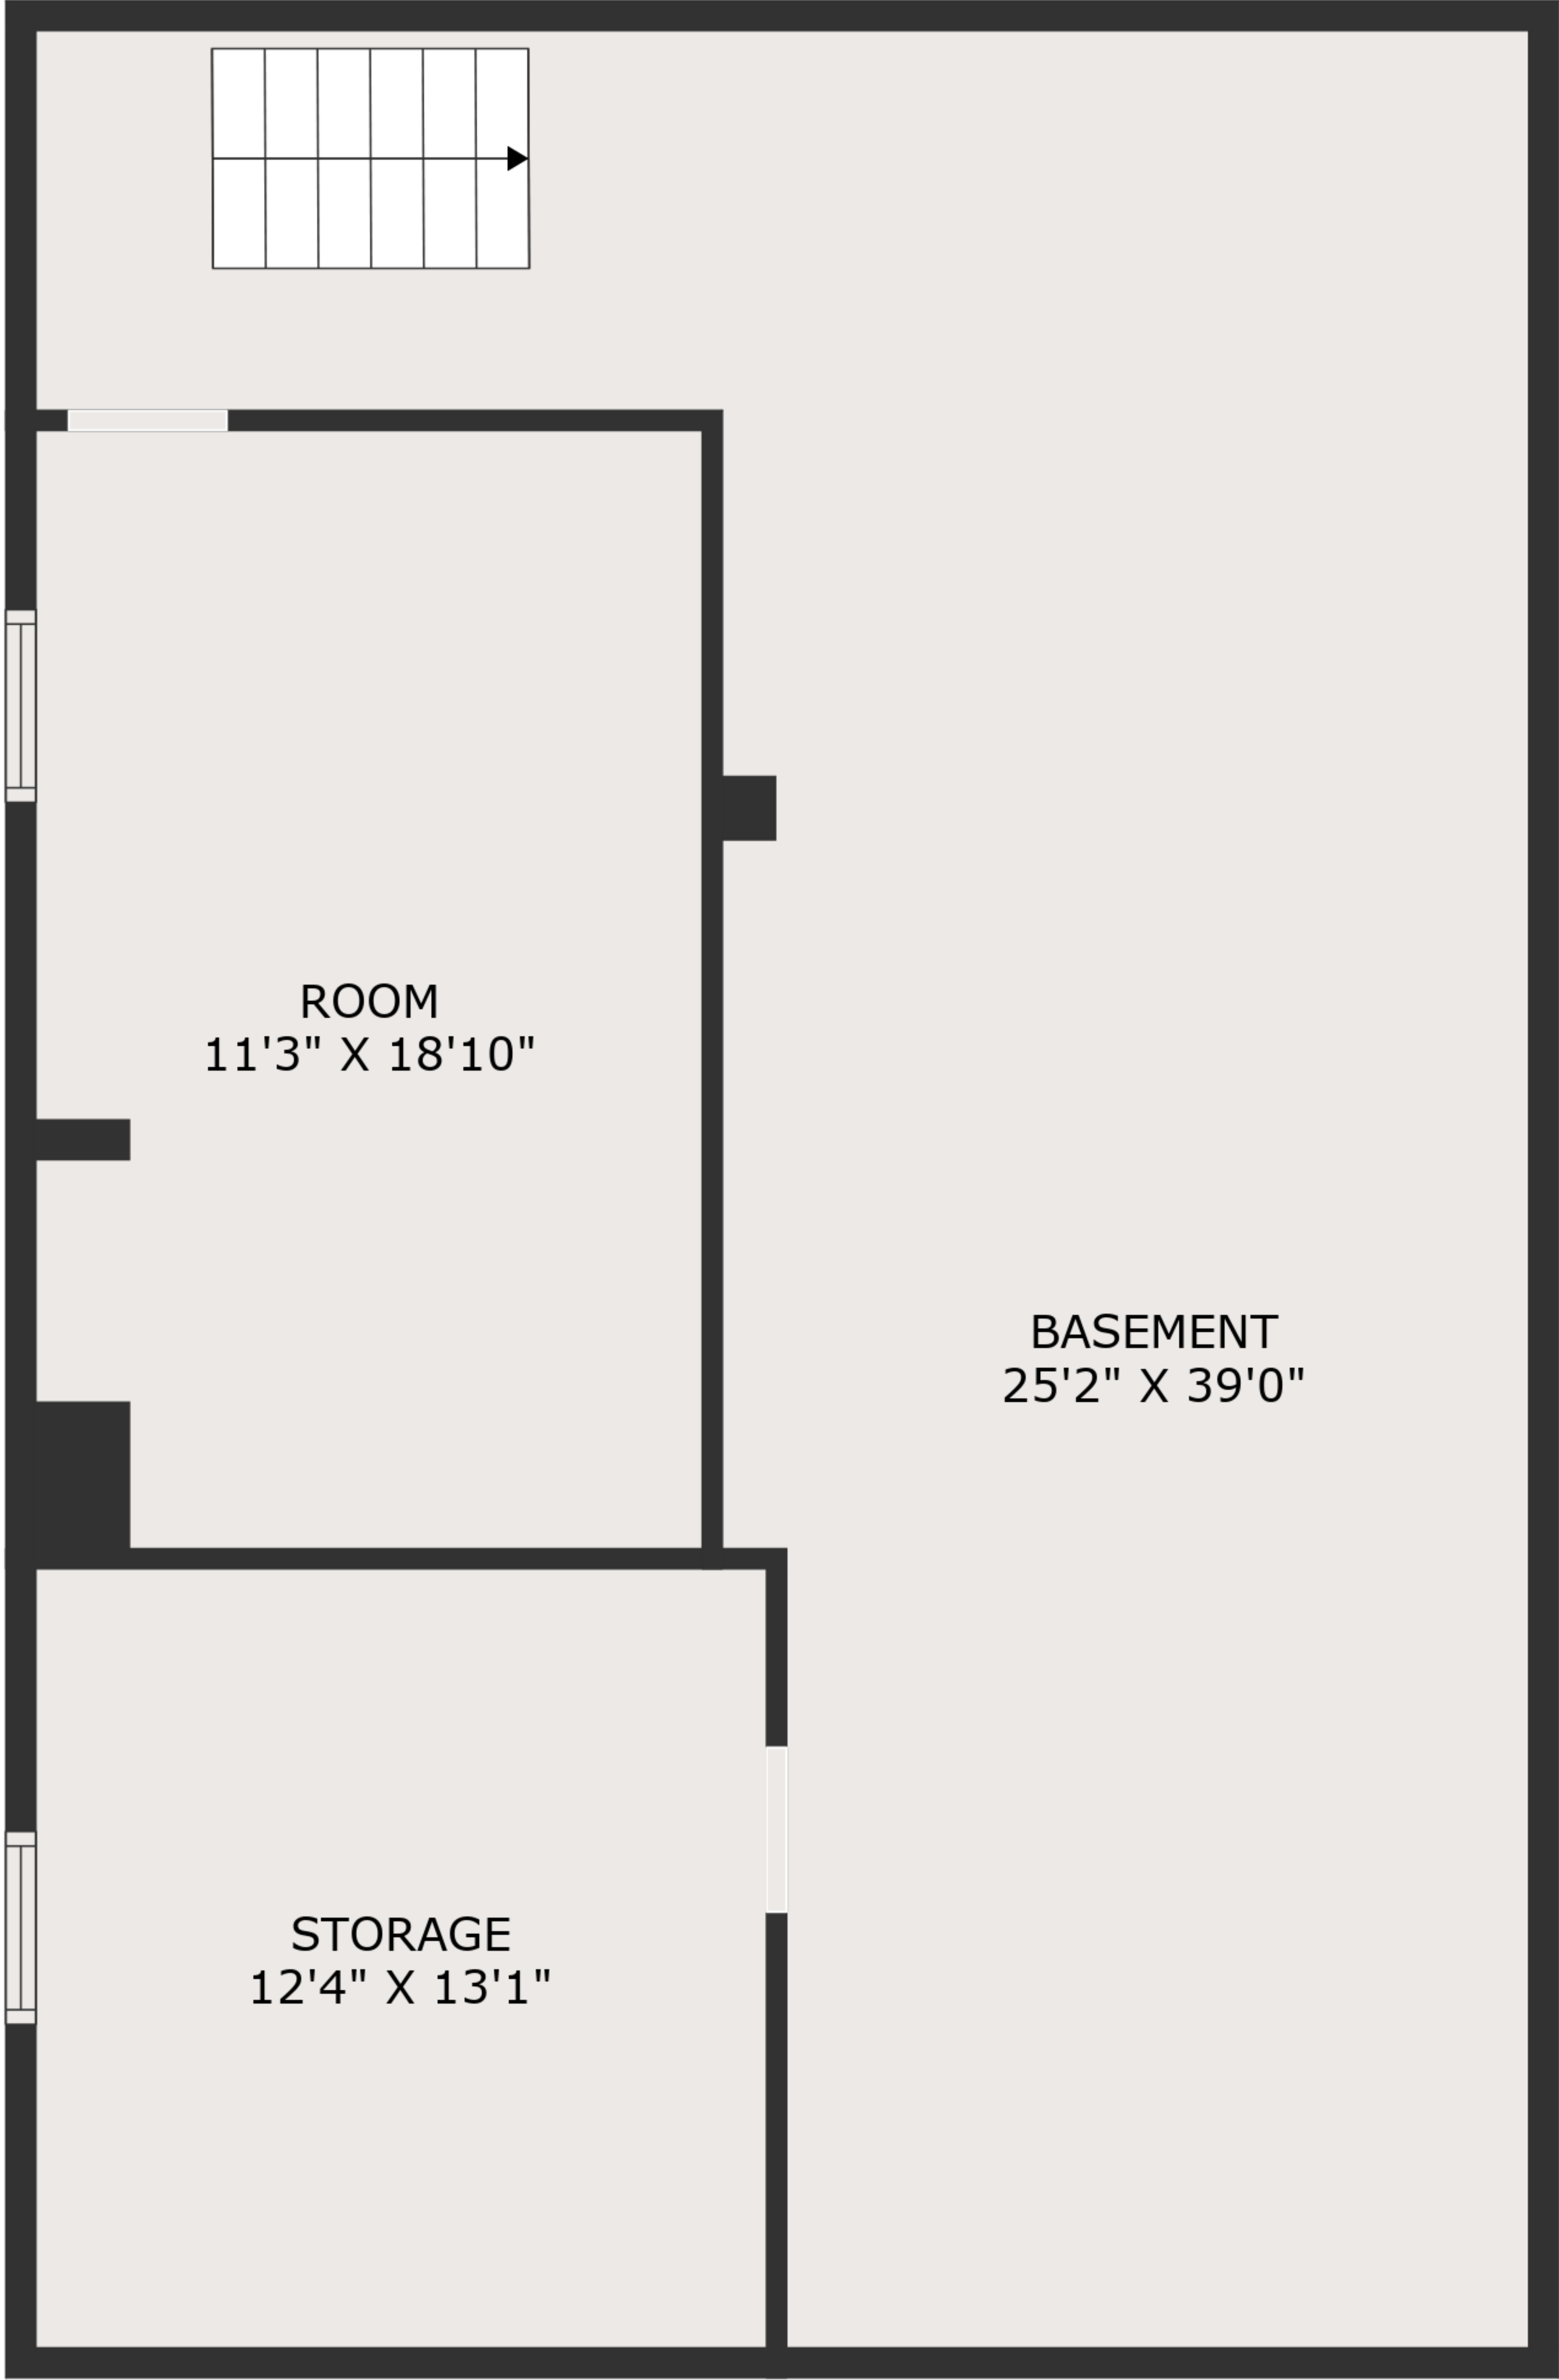 ROOM
11'3" X 18'10"
BASEMENT
25'2" X 39'0"
STORAGE
12'4" X 13'1"